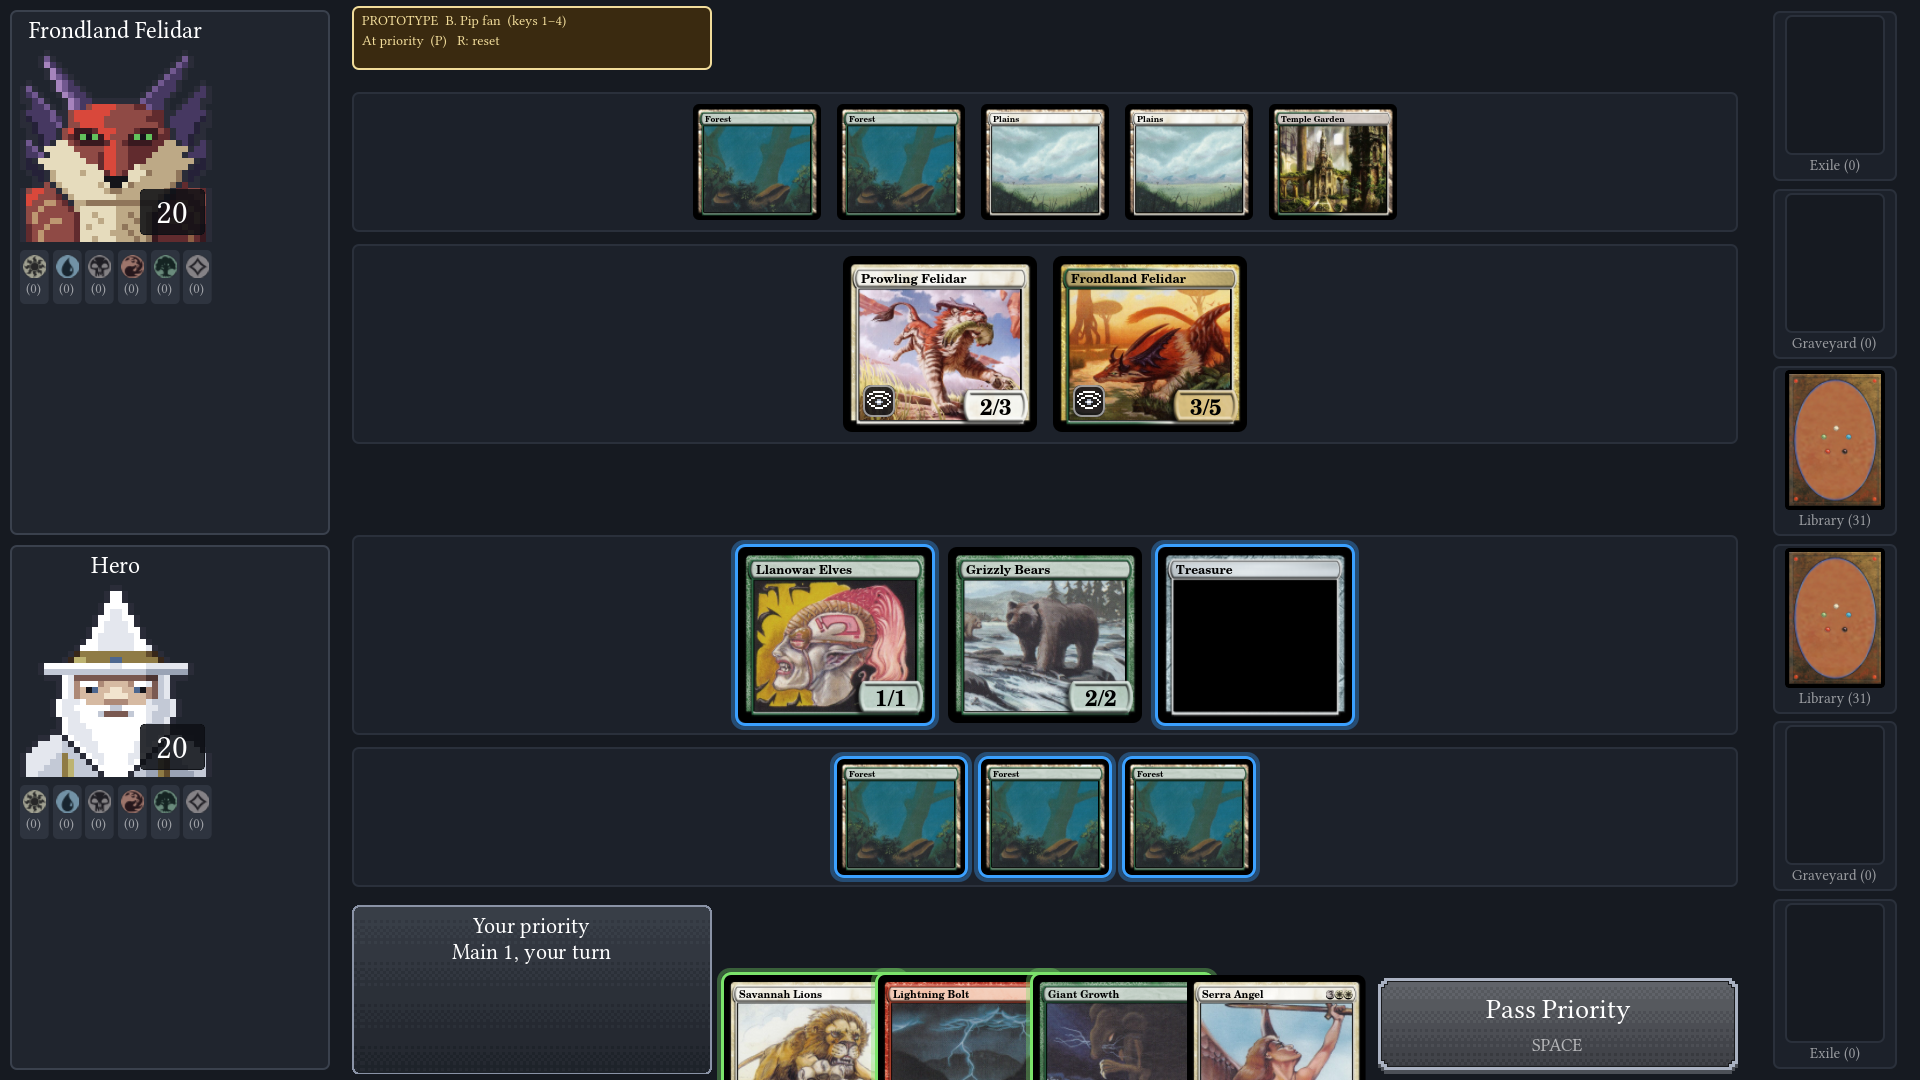 Frondland Felidar
20
(0) (0) (0) (0) (0) (0)
Hero
20
(0) (0) (0) (0) (0) (0)
PROTOTYPE B. Pip fan (keys 1–4)
At priority (P) R: reset
Forest
Forest
Plains
Plains
Temple Garden
Prowling Felidar
2/3
Frondland Felidar
3/5
Llanowar Elves
1/1
Grizzly Bears
2/2
Treasure
Forest
Forest
Forest
Your priority
Main 1, your turn
Savannah Lions
Lightning Bolt
Giant Growth
Serra Angel
3
Pass Priority
SPACE
Exile (0)
Graveyard (0)
Library (31)
Library (31)
Graveyard (0)
Exile (0)